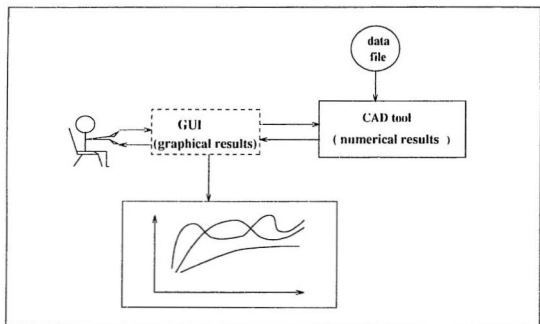 data
file
GUI
(graphical results)
CAD tool
( numerical results )